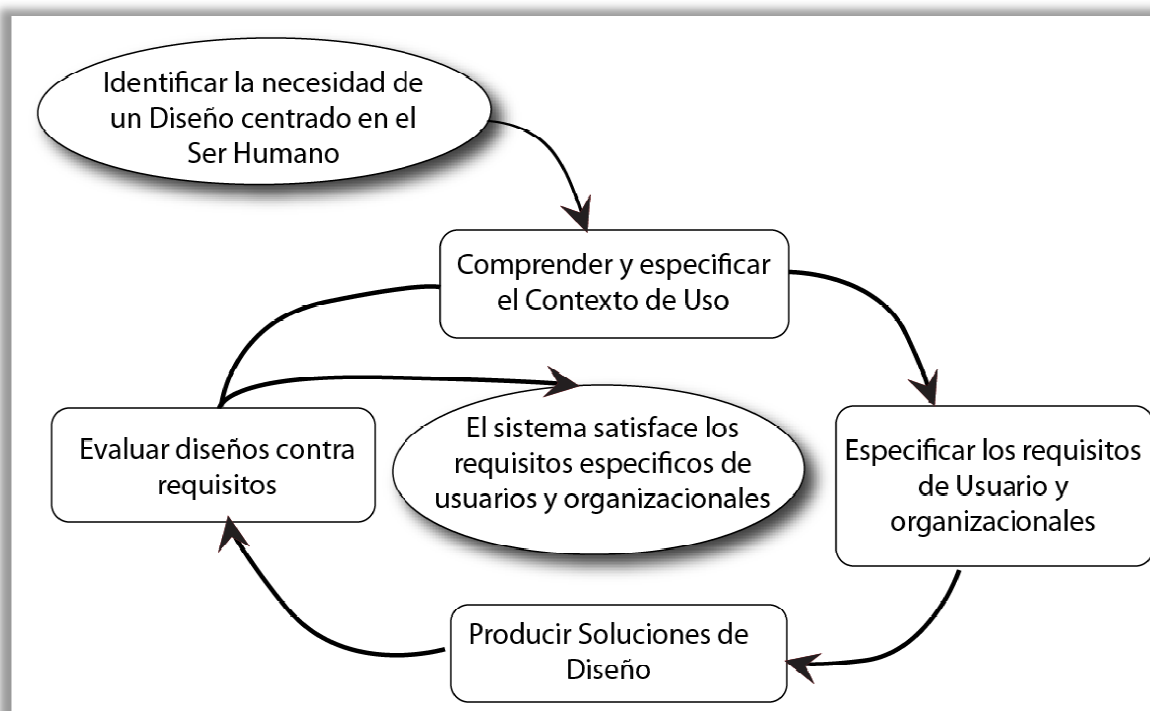 Identificar la necesidad de
un Diseño centrado en el
Ser Humano
Comprender y especificar
el Contexto de Uso
Especificar los requisitos
de Usuario y
organizacionales
Producir Soluciones de
Diseño
Evaluar diseños contra
requisitos
El sistema satisface los
requisitos especificos de
usuarios y organizacionales